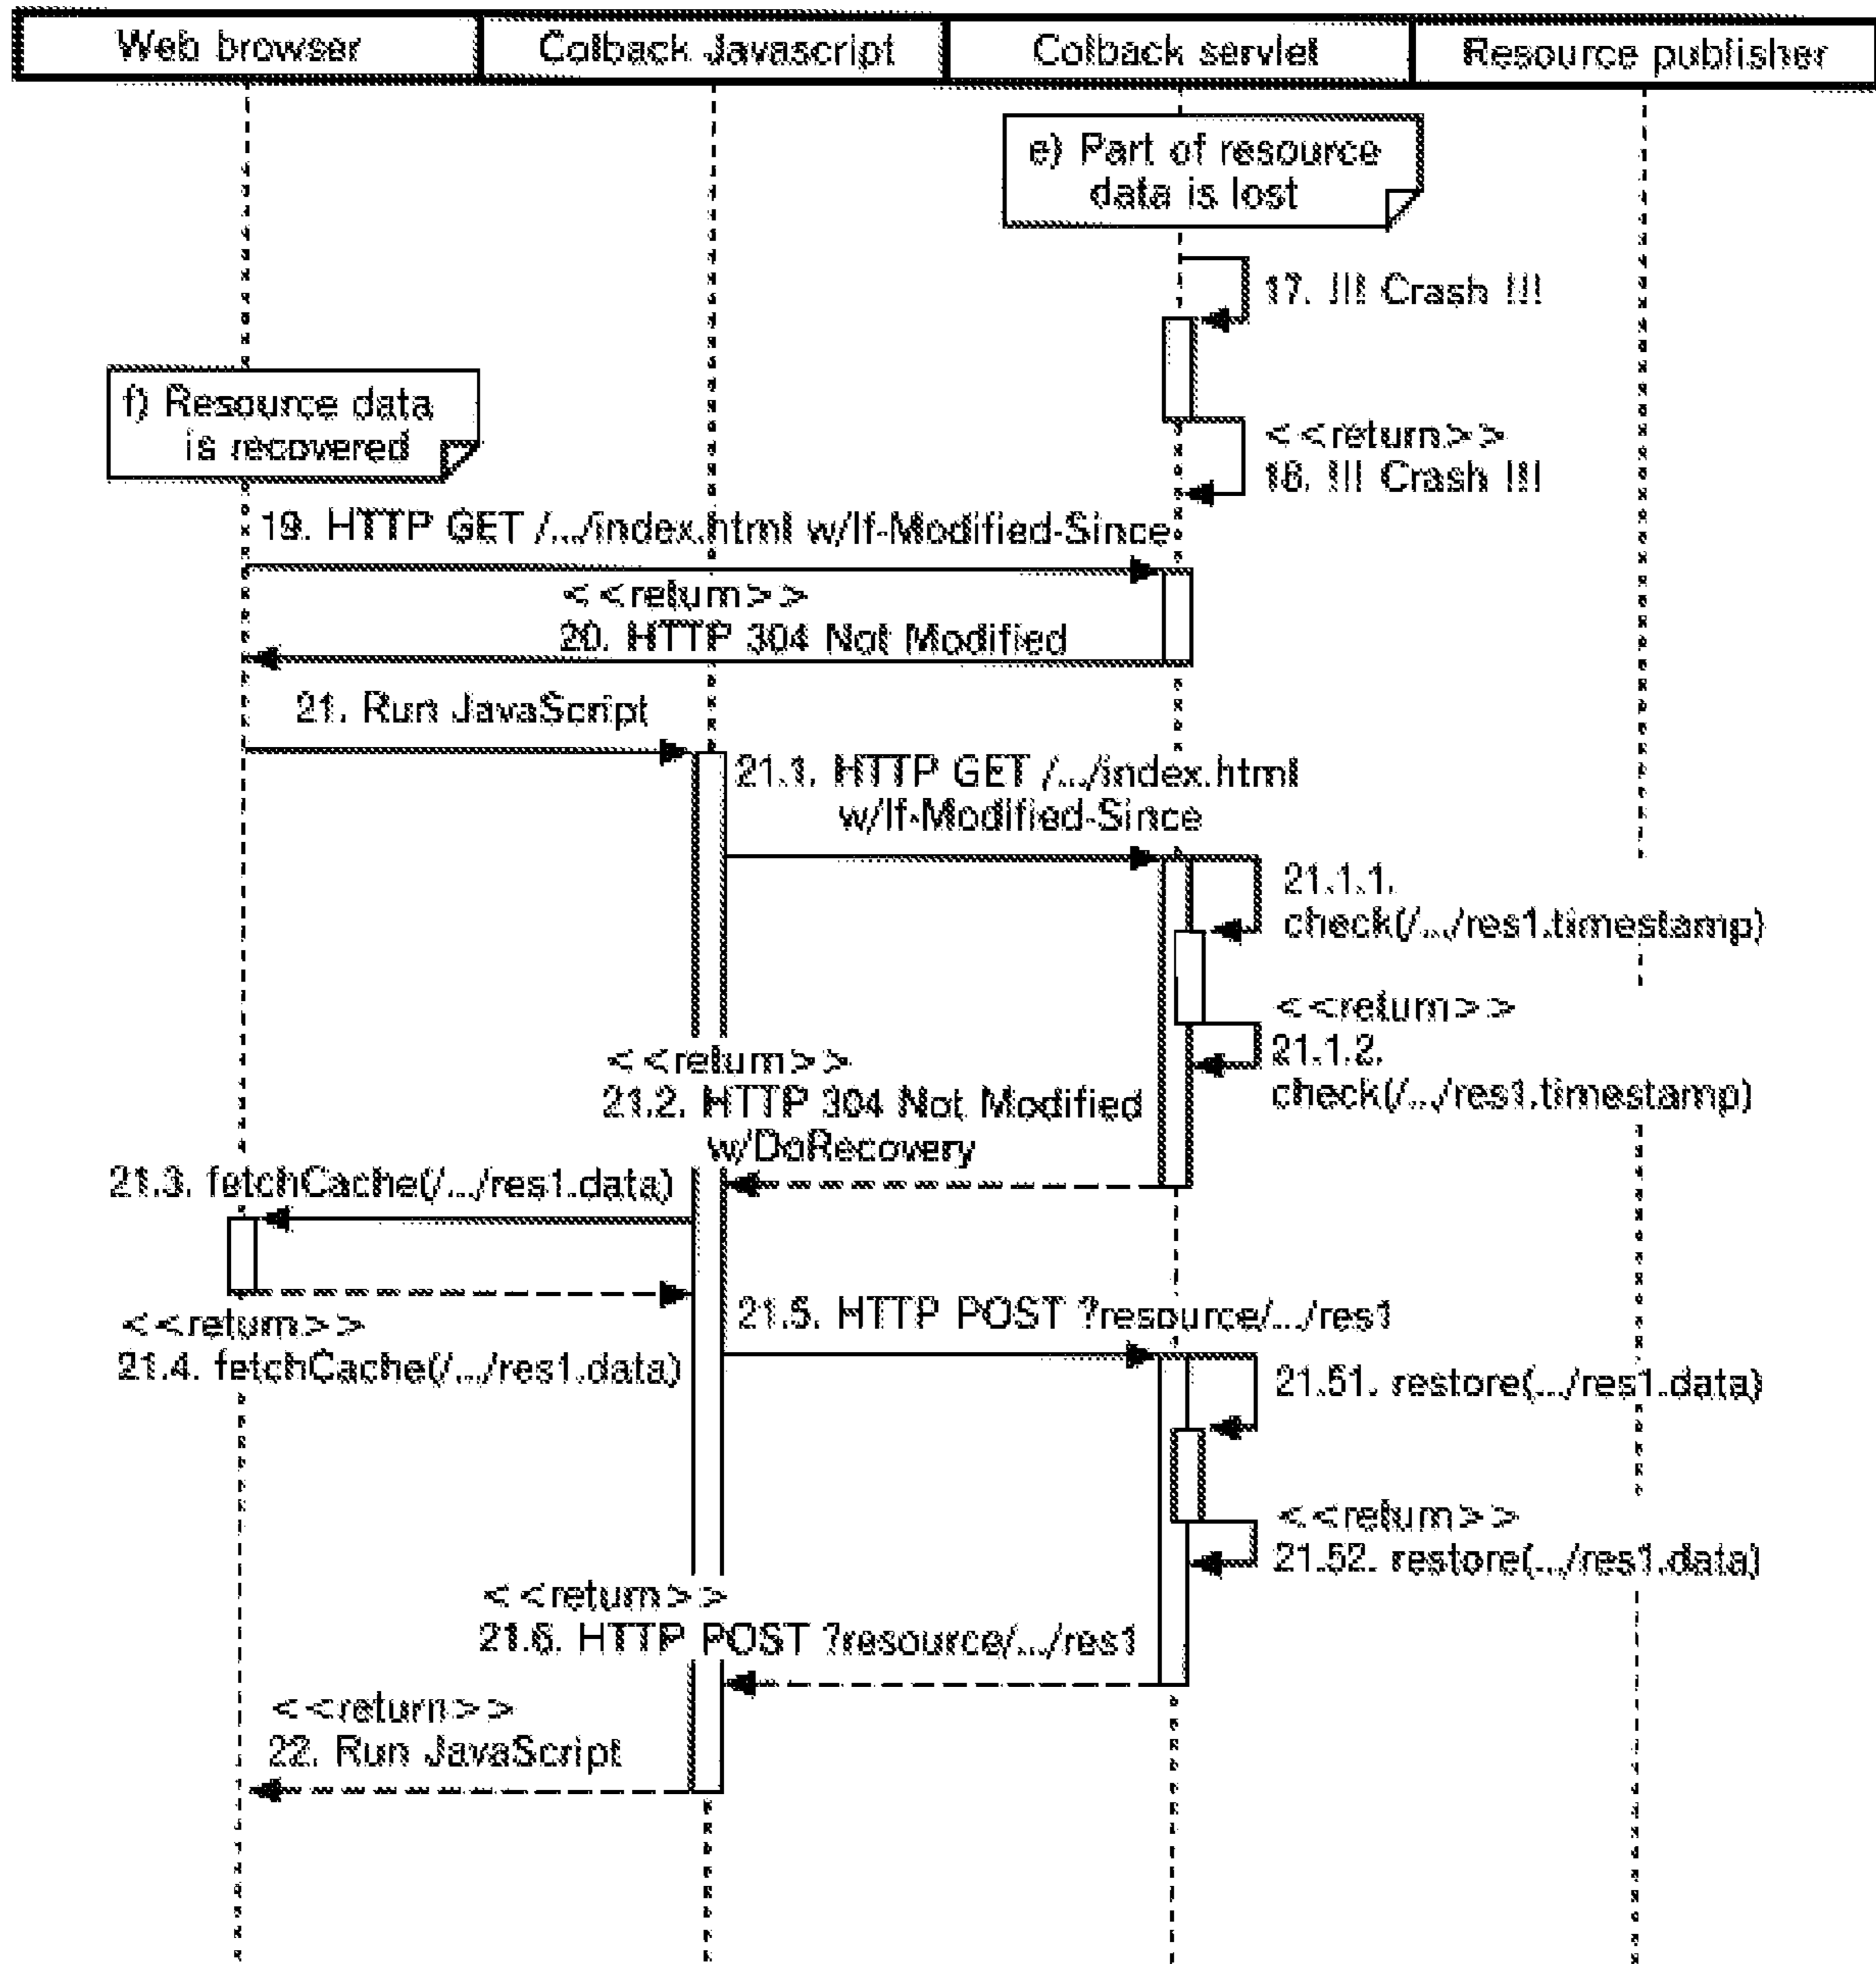 Web browser
Colback Javascript
Colback servlet
Resource publisher
e) Part of resource
data is lost
17. !!! Crash !!!
f) Resource data
is recovered
<<return>>
18. !!! Crash !!!
19. HTTP GET /.../index.html w/If-Modified-Since
<<return>>
20. HTTP 304 Not Modified
21. Run JavaScript
21.1. HTTP GET /.../index.html
w/If-Modified-Since
21.1.1.
check(/.../res1.timestamp)
<<return>>
21.1.2.
check(/.../res1.timestamp)
<<return>>
21.2. HTTP 304 Not Modified
w/DoRecovery
21.3. fetchCache(/.../res1.data)
<<return>>
21.4. fetchCache(/.../res1.data)
21.5. HTTP POST ?resource/.../res1
21.51. restore(.../res1.data)
<<return>>
21.52. restore(.../res1.data)
<<return>>
21.6. HTTP POST ?resource/.../res1
<<return>>
22. Run JavaScript